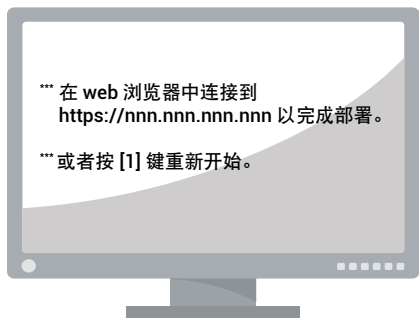 *** 在 web 浏览器中连接到
https://nnn.nnn.nnn.nnn 以完成部署。
*** 或者按 [1] 键重新开始。